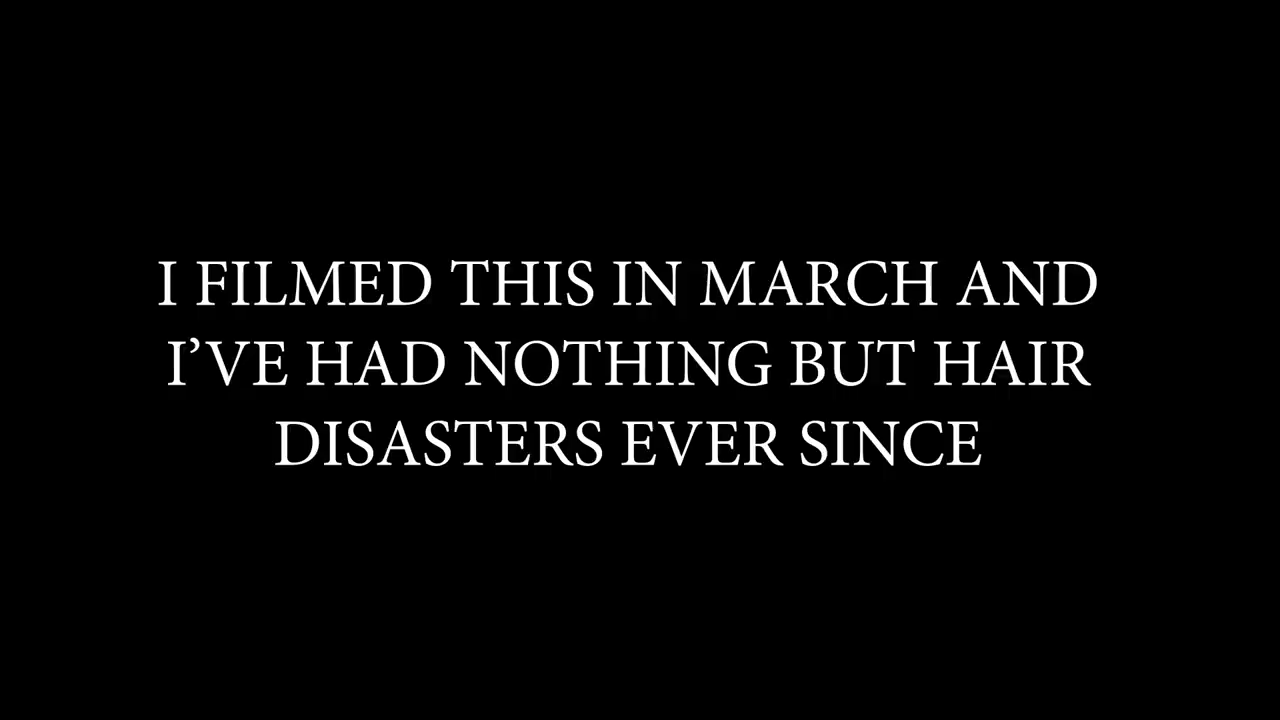 I FILMED THIS IN MARCH AND
I’VE HAD NOTHING BUT HAIR
DISASTERS EVER SINCE